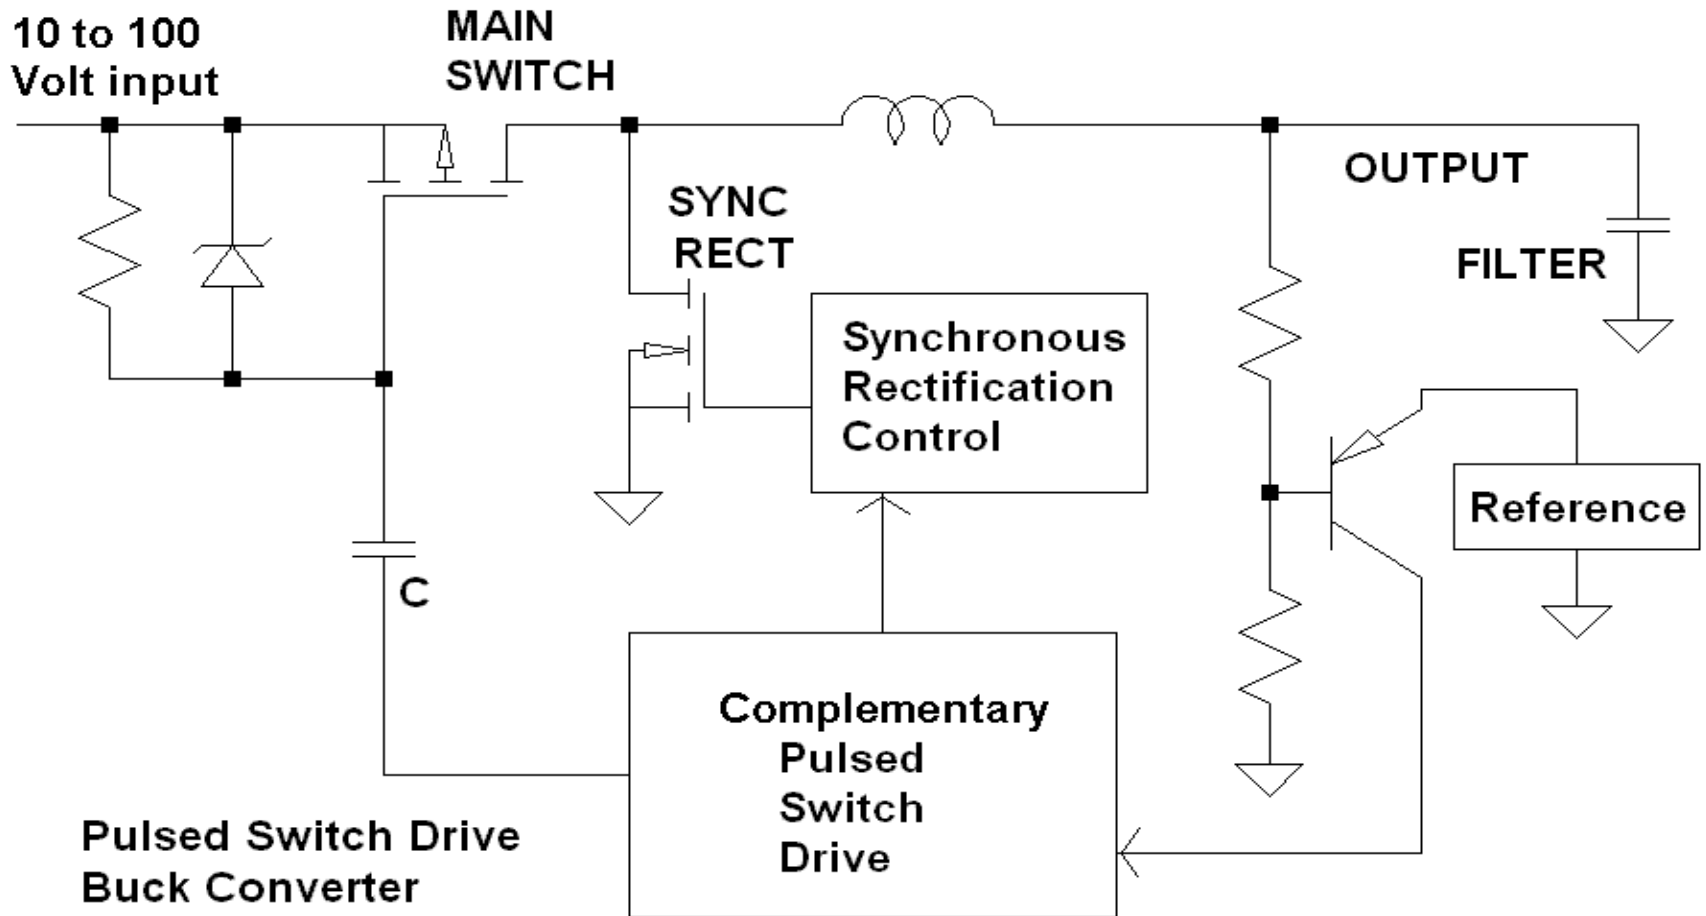 10 to 100
Volt input
MAIN
SWITCH
SYNC
RECT
OUTPUT
FILTER
Synchronous
Rectification
Control
Reference
C
Complementary
Pulsed
Switch
Drive
Pulsed Switch Drive
Buck Converter